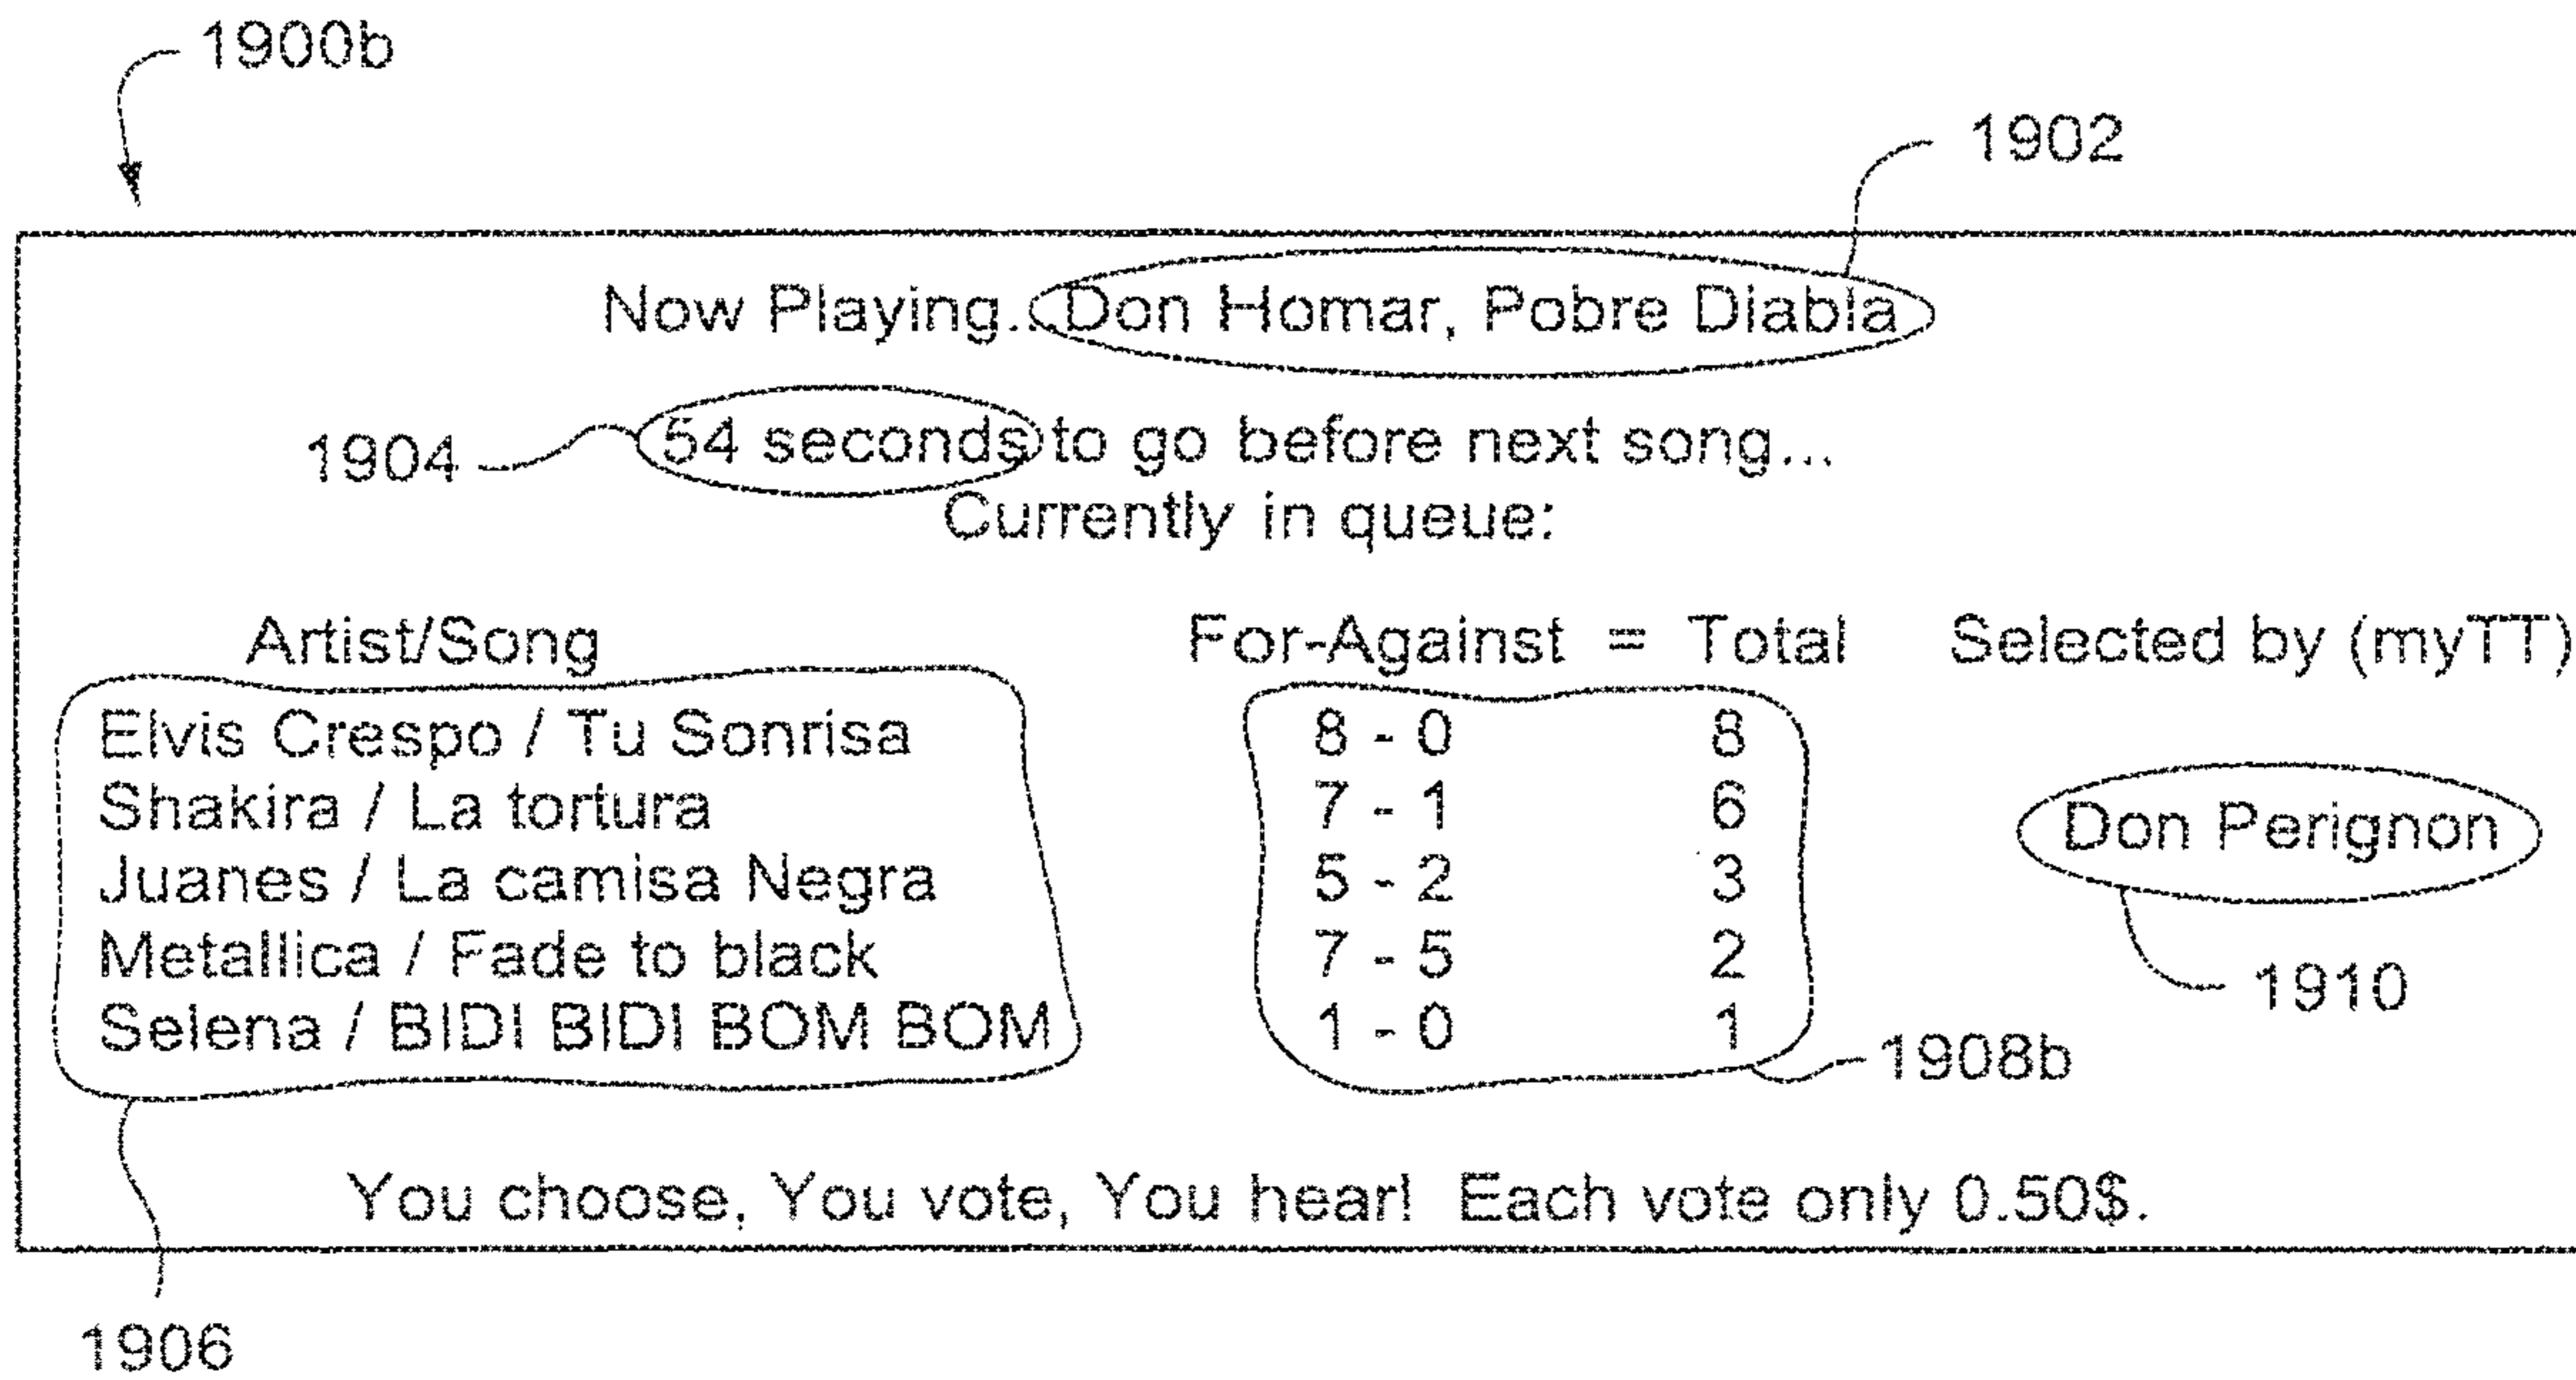 1900b
1902
Now Playing...Don Homar, Pobre Diabla
1904 54 seconds to go before next song...
Currently in queue:
Artist/Song For-Against = Total Selected by (myTT)
Elvis Crespo / Tu Sonrisa 8 - 0 8
Shakira / La tortura 7 - 1 6 Don Perignon
Juanes / La camisa Negra 5 - 2 3
Metallica / Fade to black 7 - 5 2
1910
Selena / BIDI BIDI BOM BOM 1 - 0 1
1908b
You choose, You vote, You hear! Each vote only 0.50$.
1906